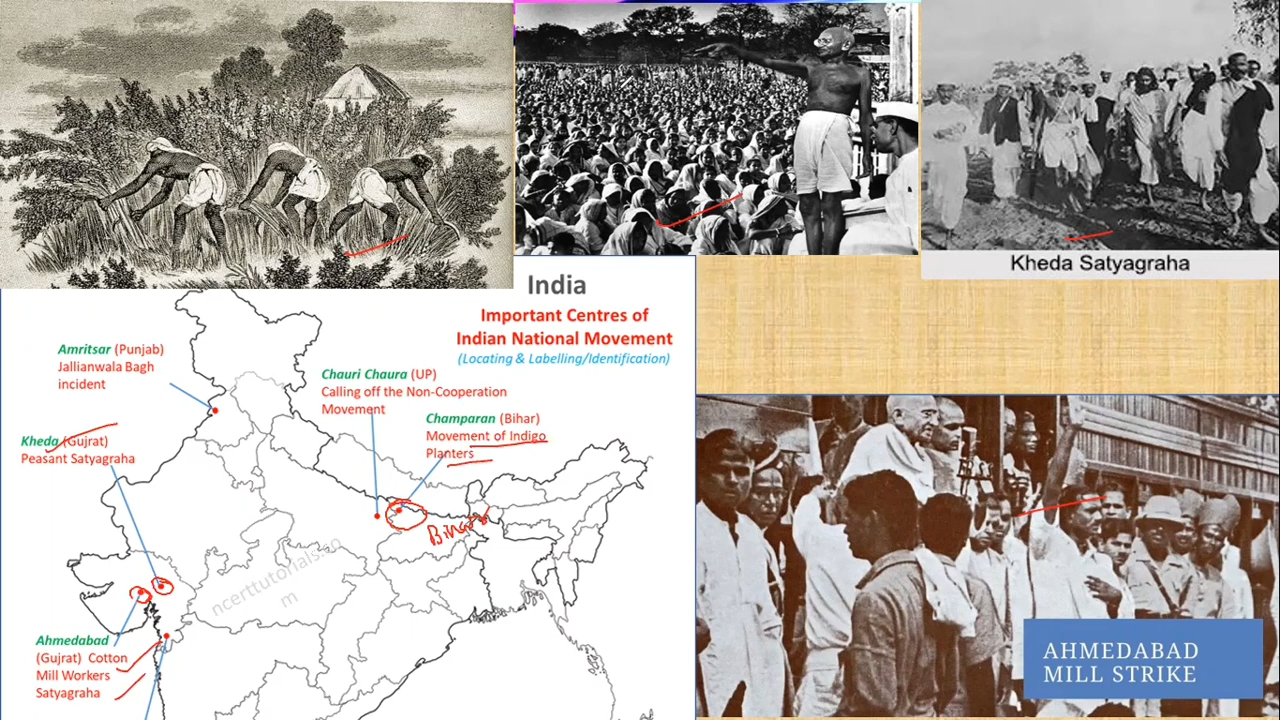 Kheda Satyagraha
India
Important Centres of
Indian National Movement
(Locating & Labelling/Identification)
Amritsar (Punjab)
Jallianwala Bagh
incident
Chauri Chaura (UP)
Calling off the Non-Cooperation
Movement
Champaran (Bihar)
Movement of Indigo
Planters
Kheda (Gujrat)
Peasant Satyagraha
Bihar
ncerttutorials.co
m
Ahmedabad
(Gujrat) Cotton
Mill Workers
Satyagraha
AHMEDABAD
MILL STRIKE